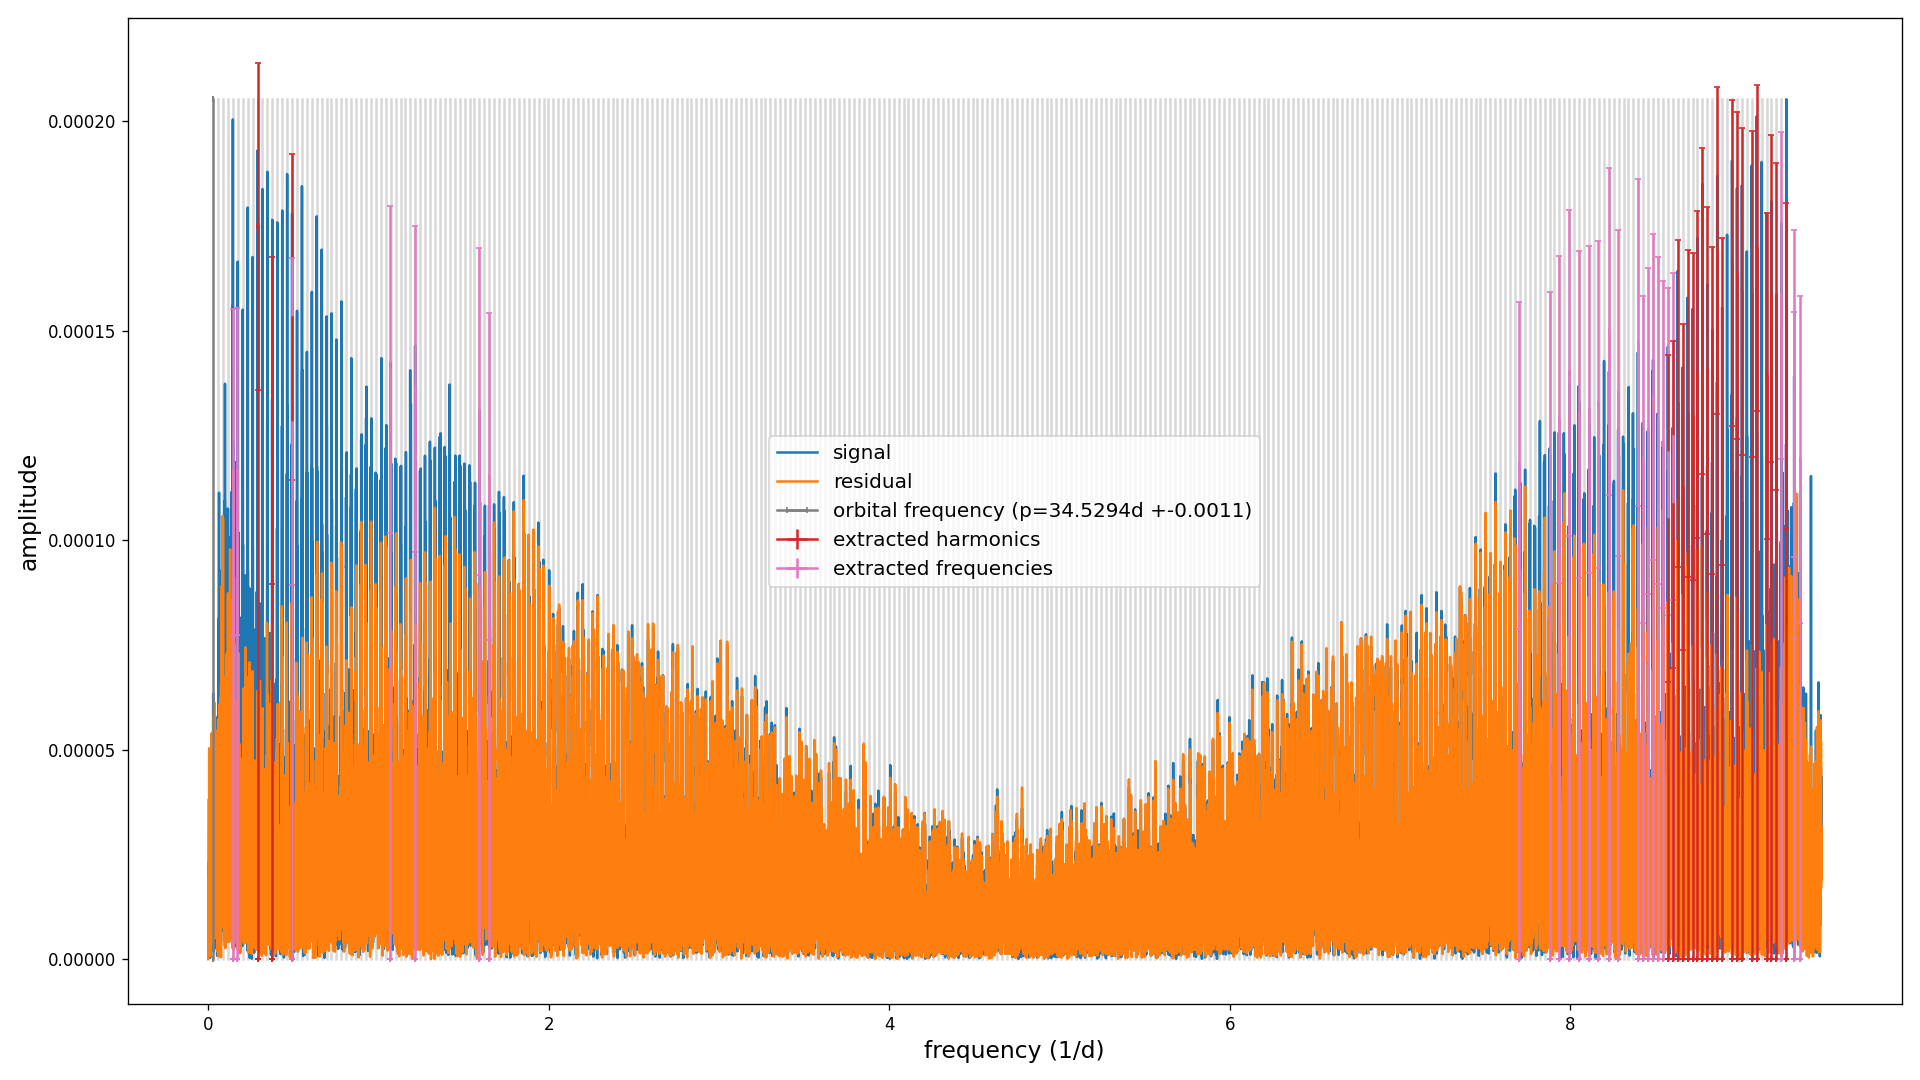 0.00020
0.00015
0.00010
0.00005
0.00000
amplitude
signal
residual
orbital frequency (p=34.5294d +-0.0011)
extracted harmonics
extracted frequencies
0 2 4 6 8
frequency (1/d)